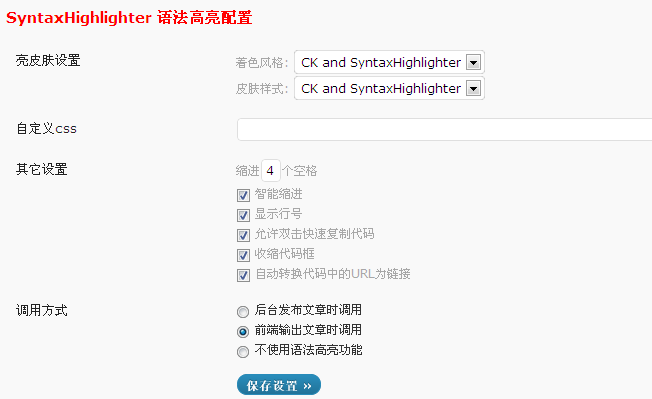 SyntaxHighlighter 语法高亮配置
亮皮肤设置
着色风格: CK and SyntaxHighlighter
皮肤样式: CK and SyntaxHighlighter
自定义css
其它设置
缩进 4 个空格
智能缩进
显示行号
允许双击快速复制代码
收缩代码框
自动转换代码中的URL为链接
调用方式
后台发布文章时调用
前端输出文章时调用
不使用语法高亮功能
保存设置 »